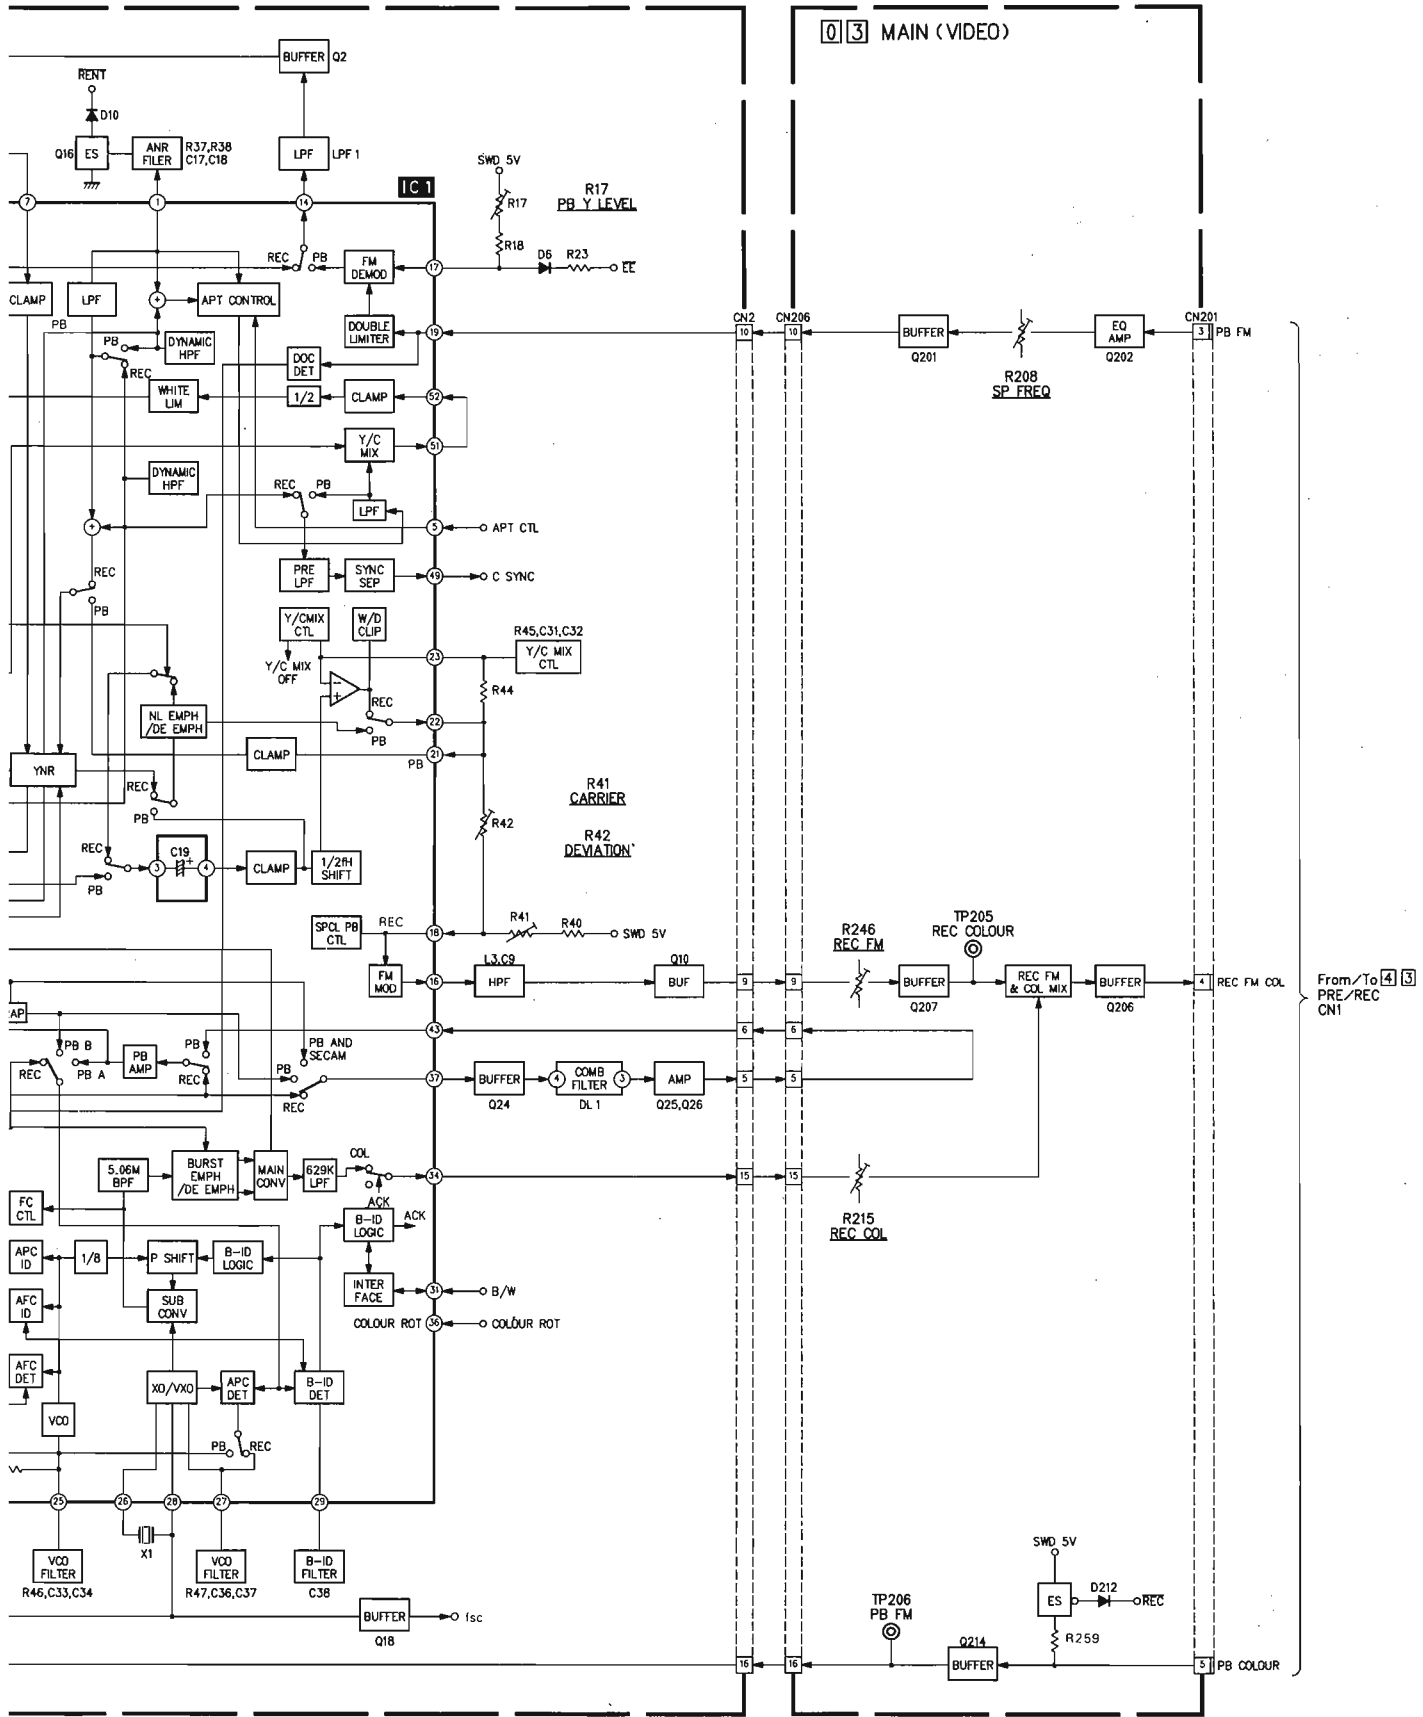 0 3 MAIN (VIDEO)
BUFFER Q2
RENT
D10
Q16 ES
ANR
FILER
R37,R38
C17,C18
LPF LPF 1
SWD 5V
IC 1
R17
R17
PB Y LEVEL
7 1 14
R18
REC PB
FM
DEMOD
17
D6 R23
EE
CLAMP LPF + APT CONTROL
PB
DOUBLE
LIMITER
19
CN2 CN206 CN201
10 10
BUFFER
Q201
R208
SP FREQ
EQ
AMP
Q202
3 PB FM
PB
REC
DYNAMIC
HPF
DOC
DET
WHITE
LIM
1/2 CLAMP 52
Y/C
MIX
51
DYNAMIC
HPF
REC PB
LPF
+
5 APT CTL
PRE
LPF
SYNC
SEP
49 C SYNC
REC
PB
Y/CMIX
CTL
W/D
CLIP
R45,C31,C32
Y/C MIX
CTL
Y/C MIX
OFF
23
R44
-
+
REC
PB
22
NL EMPH
/DE EMPH
CLAMP
PB 21
YNR
REC
PB
R41
CARRIER
R42
R42
DEVIATION
REC
PB
3 C19 + 4
CLAMP
1/2fH
SHIFT
SPCL PB
CTL
REC
18
R41 R40
SWD 5V
R246
REC FM
TP205
REC COLOUR
FM
MOD
16
L3,C9
HPF
Q10
BUF
9 9
BUFFER
Q207
REC FM
& COL MIX
BUFFER
Q206
4 REC FM COL
From/To 4 3
PRE/REC
CN1
AP
43
6 6
PB B
PB A
REC
PB
AMP
PB
REC
PB AND
SECAM
PB
REC
37
BUFFER
Q24
4 COMB
FILTER 3
DL 1
AMP
Q25,Q26
5 5
5.06M
BPF
BURST
EMPH
/DE EMPH
MAIN
CONV
629K
LPF
COL
ACK
34
15 15
R215
REC COL
FC
CTL
B-ID
LOGIC
ACK
APC
ID
1/8
P SHIFT
B-ID
LOGIC
AFC
ID
SUB
CONV
INTER
FACE
31 B/W
COLOUR ROT 36 COLOUR ROT
AFC
DET
XO/VXO
APC
DET
B-ID
DET
VCO
PB REC
25 26 28 27 29
X1
VCO
FILTER
R46,C33,C34
VCO
FILTER
R47,C36,C37
B-ID
FILTER
C38
BUFFER
Q18
fsc
SWD 5V
ES
D212
REC
R259
TP206
PB FM
Q214
BUFFER
16 16
5 PB COLOUR